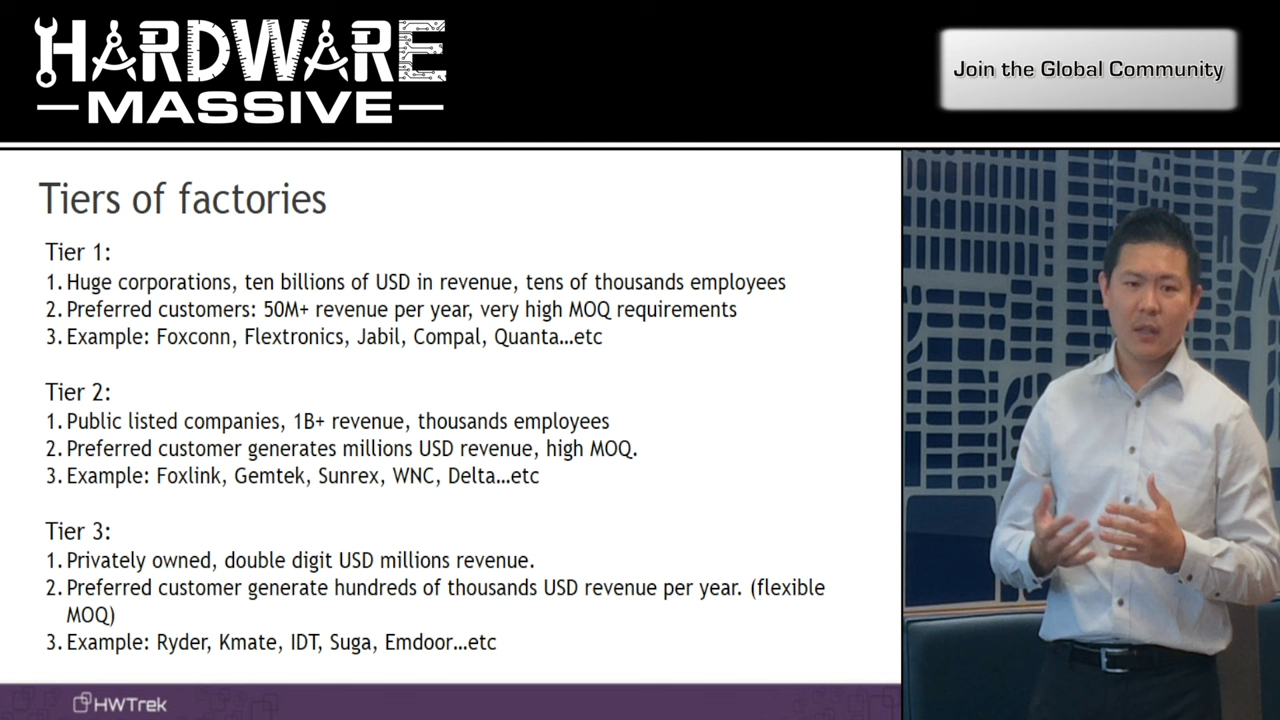 HARDWARE
MASSIVE
Join the Global Community
Tiers of factories
Tier 1:
1. Huge corporations, ten billions of USD in revenue, tens of thousands employees
2. Preferred customers: 50M+ revenue per year, very high MOQ requirements
3. Example: Foxconn, Flextronics, Jabil, Compal, Quanta...etc
Tier 2:
1. Public listed companies, 1B+ revenue, thousands employees
2. Preferred customer generates millions USD revenue, high MOQ.
3. Example: Foxlink, Gemtek, Sunrex, WNC, Delta...etc
Tier 3:
1. Privately owned, double digit USD millions revenue.
2. Preferred customer generate hundreds of thousands USD revenue per year. (flexible
MOQ)
3. Example: Ryder, Kmate, IDT, Suga, Emdoor...etc
HWTrek